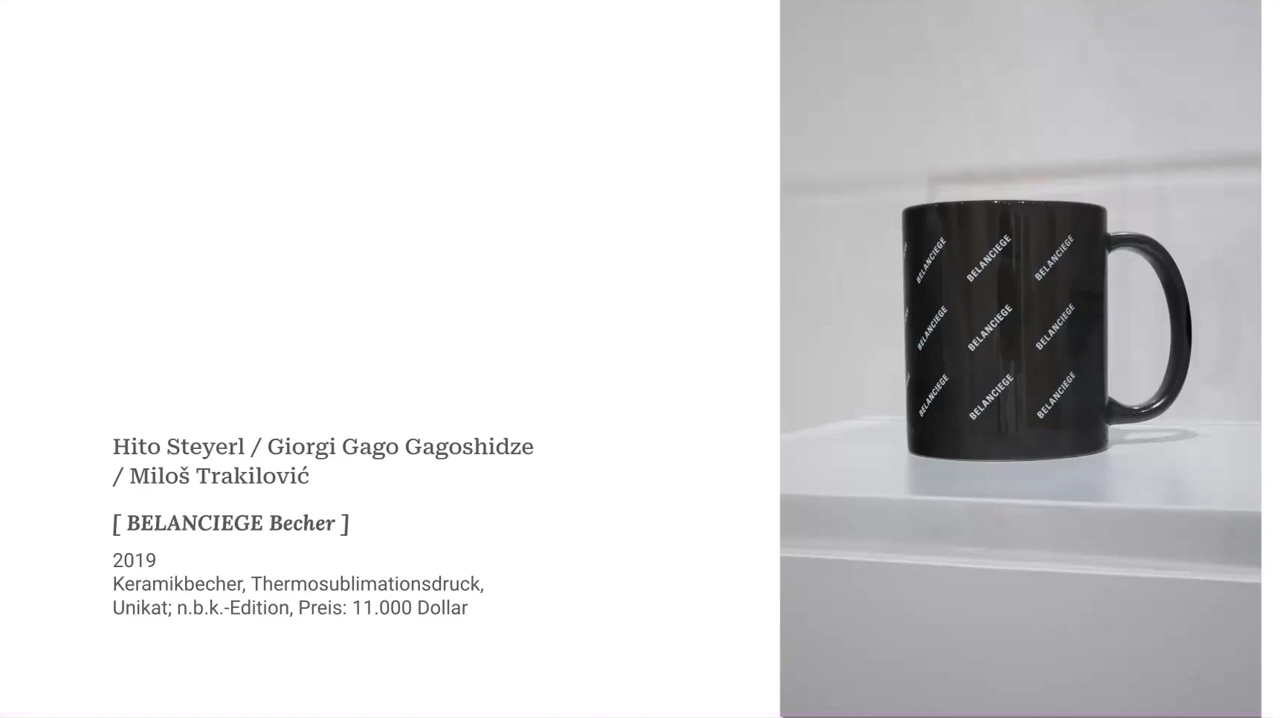 Hito Steyerl / Giorgi Gago Gagoshidze
/ Miloš Trakilović
[ BELANCIEGE Becher ]
2019
Keramikbecher, Thermosublimationsdruck,
Unikat; n.b.k.-Edition, Preis: 11.000 Dollar
BELANCIEGE BELANCIEGE BELANCIEGE
BELANCIEGE BELANCIEGE BELANCIEGE
BELANCIEGE BELANCIEGE BELANCIEGE